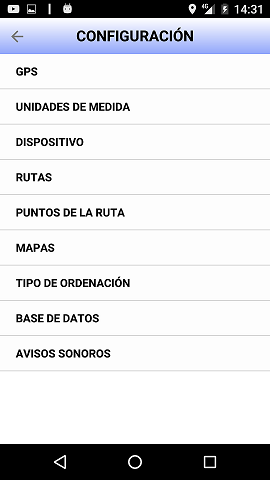 4G 14:31
CONFIGURACIÓN
GPS
UNIDADES DE MEDIDA
DISPOSITIVO
RUTAS
PUNTOS DE LA RUTA
MAPAS
TIPO DE ORDENACIÓN
BASE DE DATOS
AVISOS SONOROS